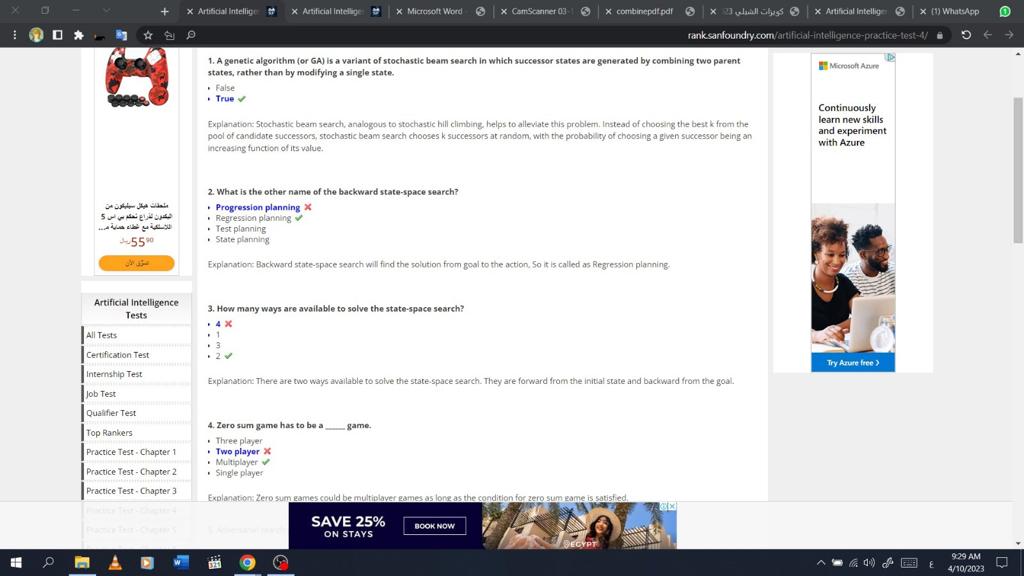 Artificial Intelligen
Artificial Intelligen
Microsoft Word -
CamScanner 03-
combinepdf.pdf
كويزات الشبلي 23
Artificial Intelligen
(1) WhatsApp
rank.sanfoundry.com/artificial-intelligence-practice-test-4/
1. A genetic algorithm (or GA) is a variant of stochastic beam search in which successor states are generated by combining two parent
states, rather than by modifying a single state.
False
True
Explanation: Stochastic beam search, analogous to stochastic hill climbing, helps to alleviate this problem. Instead of choosing the best k from the
pool of candidate successors, stochastic beam search chooses k successors at random, with the probability of choosing a given successor being an
increasing function of its value.
2. What is the other name of the backward state-space search?
Progression planning
Regression planning
Test planning
State planning
Explanation: Backward state-space search will find the solution from goal to the action, So it is called as Regression planning.
3. How many ways are available to solve the state-space search?
4
1
3
2
Explanation: There are two ways available to solve the state-space search. They are forward from the initial state and backward from the goal.
4. Zero sum game has to be a _____ game.
Three player
Two player
Multiplayer
Single player
Explanation: Zero sum games could be multiplayer games as long as the condition for zero sum game is satisfied.
ملحقات هيكل سيليكون من
اللاسلكية مع غطاء حماية م...
55 90
تسوّق الآن
Artificial Intelligence
Tests
All Tests
Certification Test
Internship Test
Job Test
Qualifier Test
Top Rankers
Practice Test - Chapter 1
Practice Test - Chapter 2
Practice Test - Chapter 3
Practice Test - Chapter 4
Practice Test - Chapter 5
5. Adversarial search
Microsoft Azure
Continuously
learn new skills
and experiment
with Azure
Try Azure free >
SAVE 25%
ON STAYS
BOOK NOW
EGYPT
W
321
ع
9:29 AM
4/10/2023